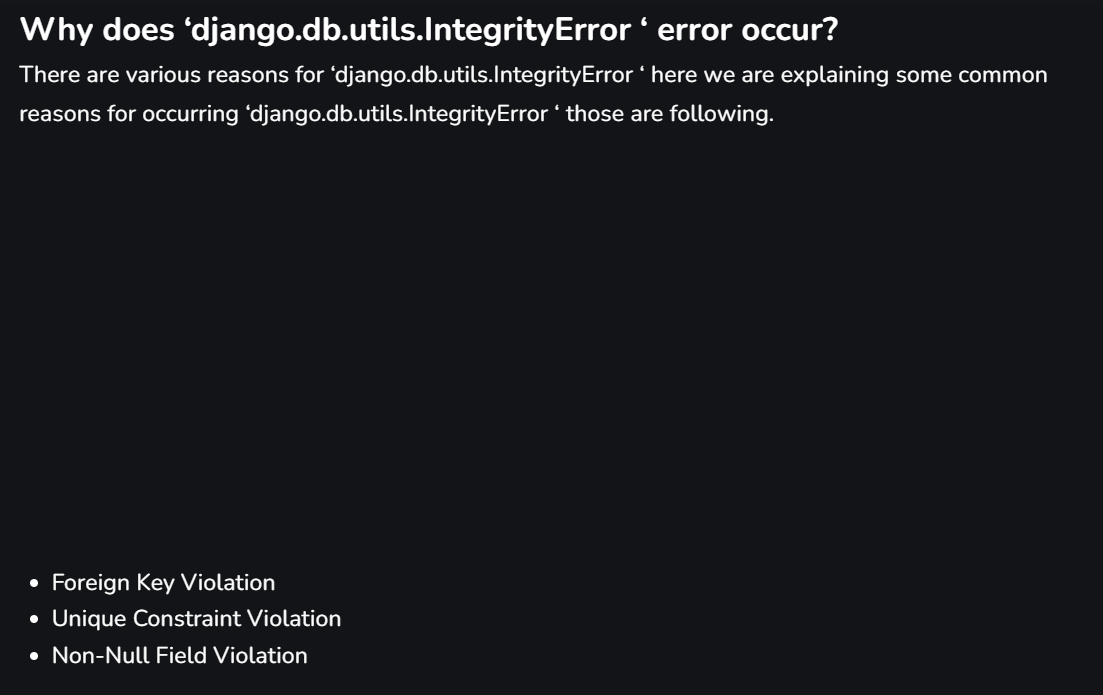 Why does ‘django.db.utils.IntegrityError ‘ error occur?
There are various reasons for ‘django.db.utils.IntegrityError ‘ here we are explaining some common
reasons for occurring ‘django.db.utils.IntegrityError ‘ those are following.
• Foreign Key Violation
• Unique Constraint Violation
• Non-Null Field Violation